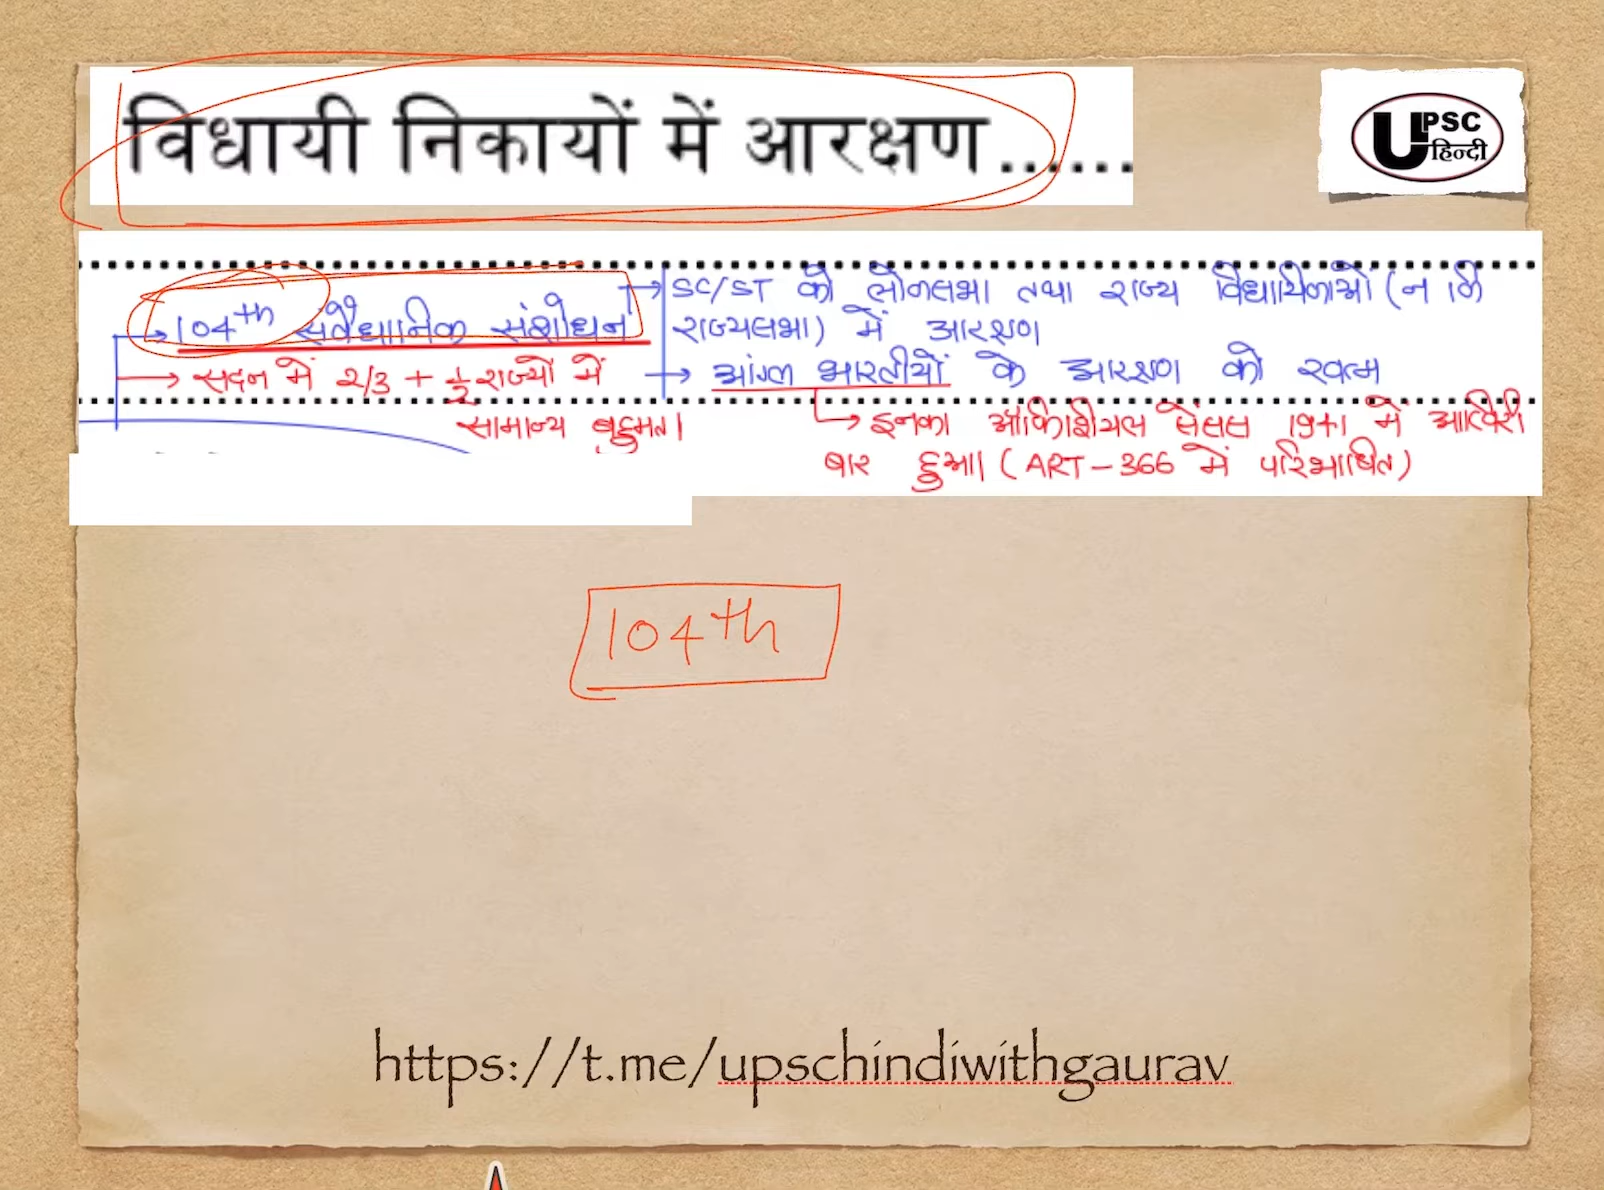 विधायी निकायों में आरक्षण......
UPSC
हिन्दी
→ 104th संवैधानिक संशोधन
→ सदन में 2/3 + 1/2 राज्यों में
सामान्य बहुमत।
→ SC/ST को लोकसभा तथा राज्य विधायिकाओं (न कि
राज्यसभा) में आरक्षण
→ आंग्ल भारतीयों के आरक्षण को खत्म
→ इनका ऑफिशियल सेंसस 1941 में आखिरी
बार हुआ। (ART-366 में परिभाषित)
104th
https://t.me/upschindiwithgaurav